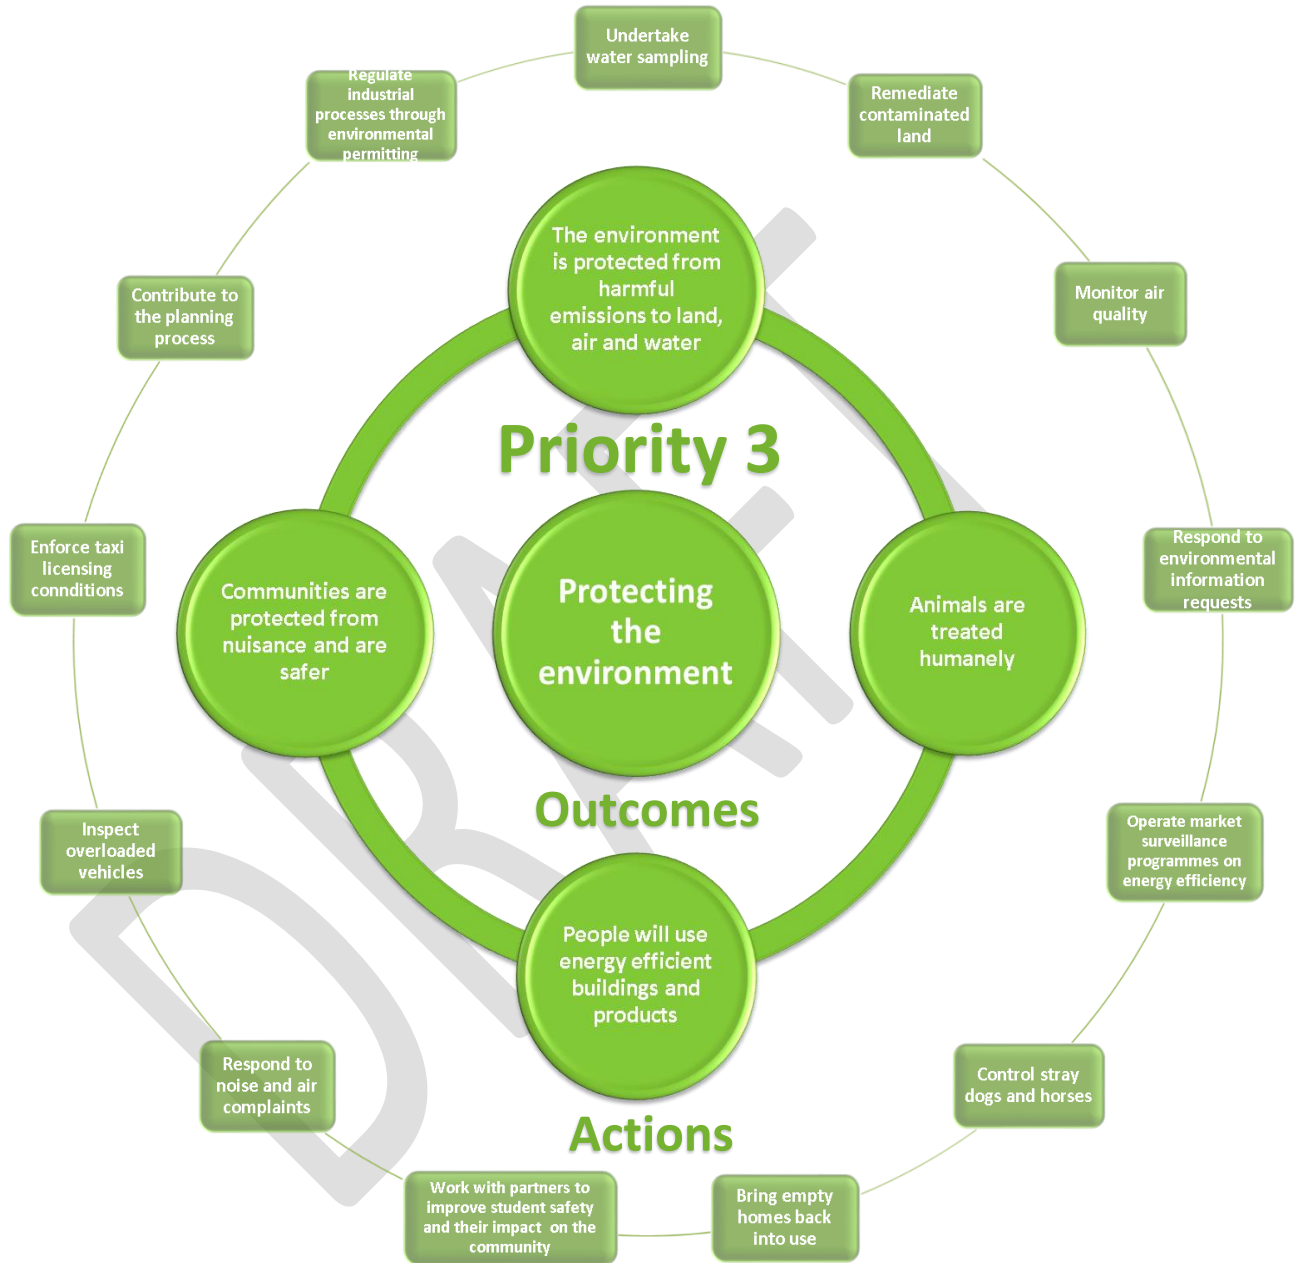 Undertake
water sampling
Regulate
industrial
processes through
environmental
permitting
Remediate
contaminated
land
The environment
is protected from
harmful
emissions to land,
air and water
Contribute to
the planning
process
Monitor air
quality
Priority 3
Enforce taxi
licensing
connditions
Respond to
environmental
information
requests
Communities are
protected from
nuisance and are
safer
Protecting
the
environment
Animals are
treated
humanely
Outcomes
Inspect
overloaded
vehicles
Operate market
surveillance
programmes on
energy efficiency
People will use
energy efficient
buildings and
products
Respond to
noise and air
complaints
Control stray
dogs and horses
Actions
Work with partners to
improve student safety
and their impact on the
community
Bring empty
homes back
into use
DRAFT